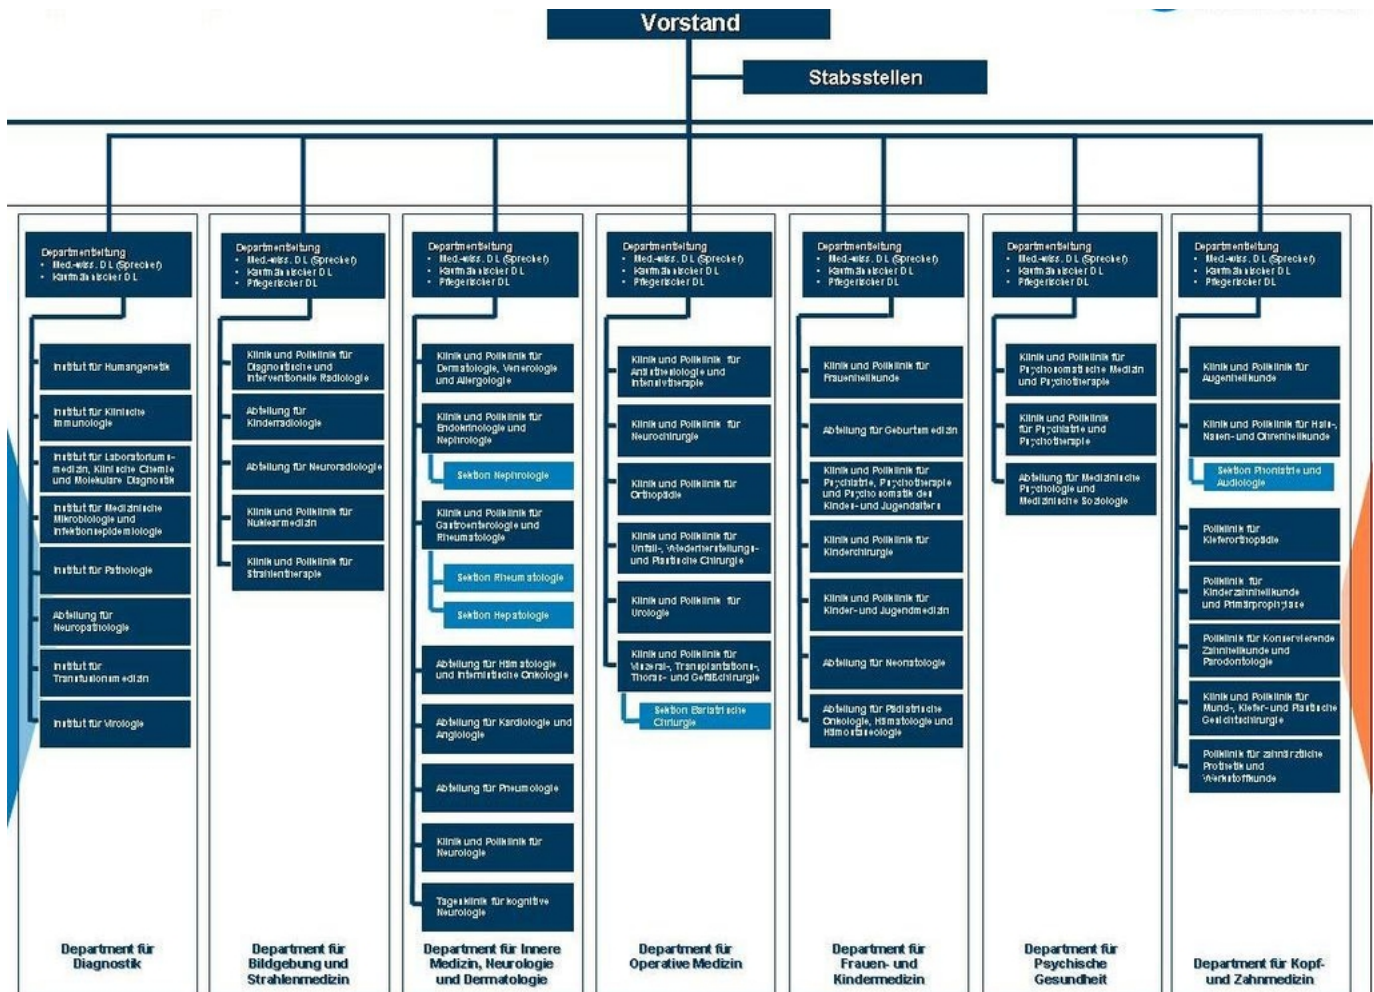 Vorstand
Stabsstellen
Departmentleitung
• Med.-wiss. DL (Sprecher)
• Kaufmännischer DL
Institut für Humangenetik
Institut für Klinische
Immunologie
Institut für Laboratoriums-
medizin, Klinische Chemie
und Molekulare Diagnostik
Institut für Medizinische
Mikrobiologie und
Infektionsepidemiologie
Institut für Pathologie
Abteilung für
Neuropathologie
Institut für
Transfusionsmedizin
Institut für Virologie
Department für
Diagnostik
Departmentleitung
• Med.-wiss. DL (Sprecher)
• Kaufmännischer DL
• Pflegerischer DL
Klinik und Poliklinik für
Diagnostische und
Interventionelle Radiologie
Abteilung für
Kinderradiologie
Abteilung für Neuroradiologie
Klinik und Poliklinik für
Nuklearmedizin
Klinik und Poliklinik für
Strahlentherapie
Department für
Bildgebung und
Strahlenmedizin
Departmentleitung
• Med.-wiss. DL (Sprecher)
• Kaufmännischer DL
• Pflegerischer DL
Klinik und Poliklinik für
Dermatologie, Venerologie
und Allergologie
Klinik und Poliklinik für
Endokrinologie und
Nephrologie
Sektion Nephrologie
Klinik und Poliklinik für
Gastroenterologie und
Rheumatologie
Sektion Rheumatologie
Sektion Hepatologie
Abteilung für Hämatologie
und Internistische Onkologie
Abteilung für Kardiologie und
Angiologie
Abteilung für Pneumologie
Klinik und Poliklinik für
Neurologie
Tagesklinik für kognitive
Neurologie
Department für Innere
Medizin, Neurologie
und Dermatologie
Departmentleitung
• Med.-wiss. DL (Sprecher)
• Kaufmännischer DL
• Pflegerischer DL
Klinik und Poliklinik für
Anästhesiologie und
Intensivtherapie
Klinik und Poliklinik für
Neurochirurgie
Klinik und Poliklinik für
Orthopädie
Klinik und Poliklinik für
Unfall-, Wiederherstellungs-
und Plastische Chirurgie
Klinik und Poliklinik für
Urologie
Klinik und Poliklinik für
Viszeral-, Transplantations-,
Thorax- und Gefäßchirurgie
Sektion Bariatrische
Chirurgie
Department für
Operative Medizin
Departmentleitung
• Med.-wiss. DL (Sprecher)
• Kaufmännischer DL
• Pflegerischer DL
Klinik und Poliklinik für
Frauenheilkunde
Abteilung für Geburtsmedizin
Klinik und Poliklinik für
Psychiatrie, Psychotherapie
und Psychosomatik des
Kindes- und Jugendalters
Klinik und Poliklinik für
Kinderchirurgie
Klinik und Poliklinik für
Kinder- und Jugendmedizin
Abteilung für Neonatologie
Abteilung für Pädiatrische
Onkologie, Hämatologie und
Hämostaseologie
Department für
Frauen- und
Kindermedizin
Departmentleitung
• Med.-wiss. DL (Sprecher)
• Kaufmännischer DL
• Pflegerischer DL
Klinik und Poliklinik für
Psychosomatische Medizin
und Psychotherapie
Klinik und Poliklinik
für Psychiatrie und
Psychotherapie
Abteilung für Medizinische
Psychologie und
Medizinische Soziologie
Department für
Psychische
Gesundheit
Departmentleitung
• Med.-wiss. DL (Sprecher)
• Kaufmännischer DL
• Pflegerischer DL
Klinik und Poliklinik für
Augenheilkunde
Klinik und Poliklinik für Hals-,
Nasen- und Ohrenheilkunde
Sektion Phoniatrie und
Audiologie
Poliklinik für
Kieferorthopädie
Poliklinik für
Kinderzahnheilkunde
und Primärprophylaxe
Poliklinik für Konservierende
Zahnheilkunde und
Parodontologie
Klinik und Poliklinik für
Mund-, Kiefer- und Plastische
Gesichtschirurgie
Poliklinik für zahnärztliche
Prothetik und
Werkstoffkunde
Department für Kopf-
und Zahnmedizin